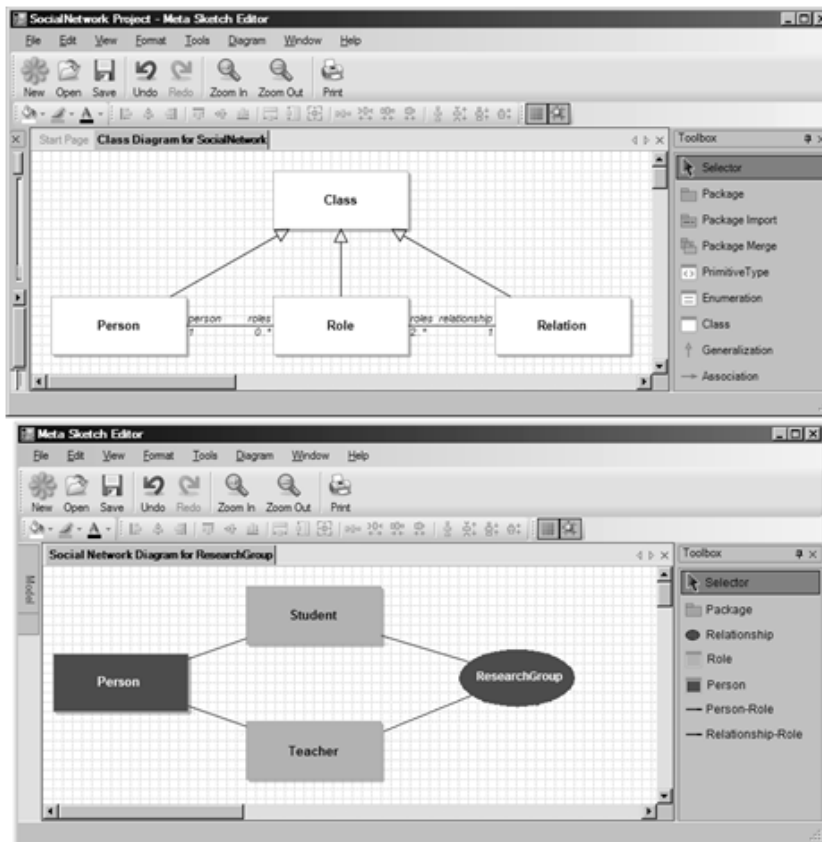 SocialNetwork Project - Meta Sketch Editor
File Edit View Format Tools Diagram Window Help
New Open Save Undo Redo Zoom In Zoom Out Print
Start Page Class Diagram for SocialNetwork
Toolbox
Selector
Package
Package Import
Package Merge
PrimitiveType
Enumeration
Class
Generalization
Association
Class
Person
person roles
1 0..*
Role
roles relationship
2..* 1
Relation
Meta Sketch Editor
File Edit View Format Tools Diagram Window Help
New Open Save Undo Redo Zoom In Zoom Out Print
Model
Social Network Diagram for ResearchGroup
Toolbox
Selector
Package
Relationship
Role
Person
Person-Role
Relationship-Role
Student
Person
ResearchGroup
Teacher